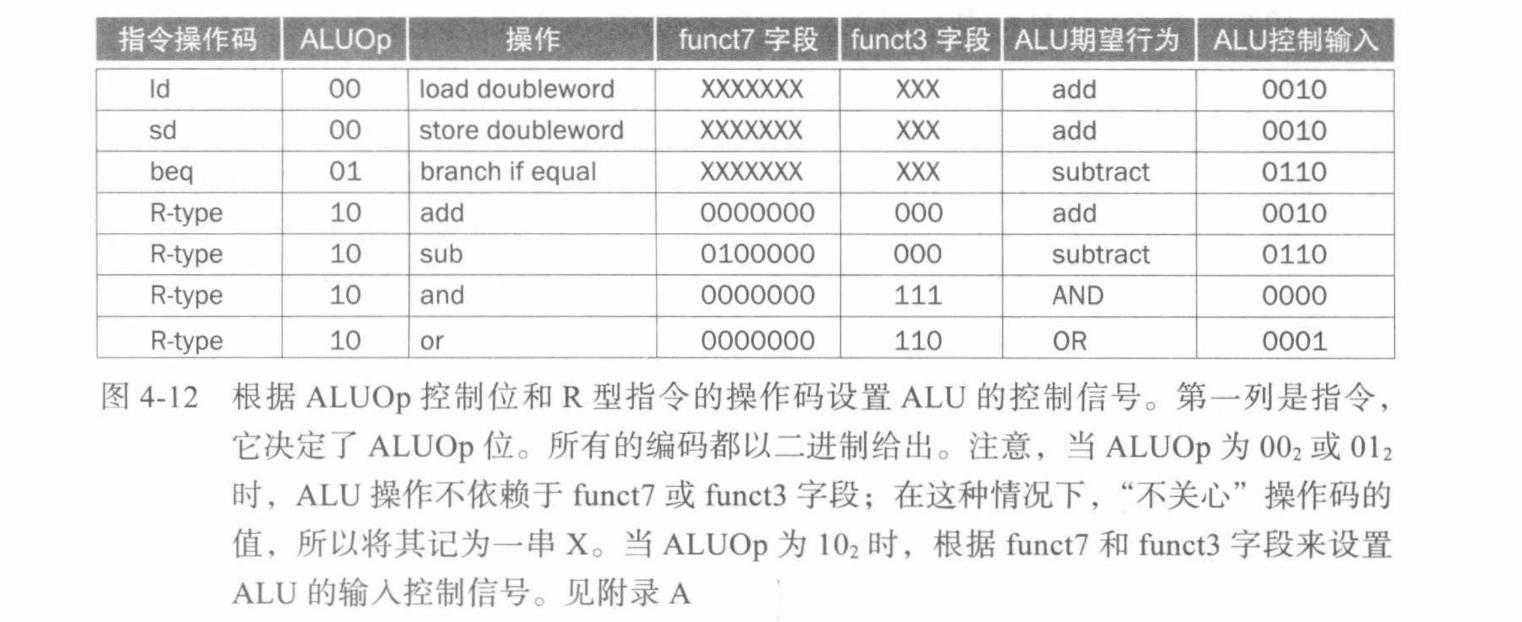 指令操作码 ALUOp 操作 funct7 字段 funct3 字段 ALU期望行为 ALU控制输入
ld 00 load doubleword XXXXXXX XXX add 0010
sd 00 store doubleword XXXXXXX XXX add 0010
beq 01 branch if equal XXXXXXX XXX subtract 0110
R-type 10 add 0000000 000 add 0010
R-type 10 sub 0100000 000 subtract 0110
R-type 10 and 0000000 111 AND 0000
R-type 10 or 0000000 110 OR 0001
图 4-12 根据 ALUOp 控制位和 R 型指令的操作码设置 ALU 的控制信号。第一列是指令，
它决定了 ALUOp 位。所有的编码都以二进制给出。注意，当 ALUOp 为 00₂ 或 01₂
时，ALU 操作不依赖于 funct7 或 funct3 字段；在这种情况下，“不关心”操作码的
值，所以将其记为一串 X。当 ALUOp 为 10₂ 时，根据 funct7 和 funct3 字段来设置
ALU 的输入控制信号。见附录 A